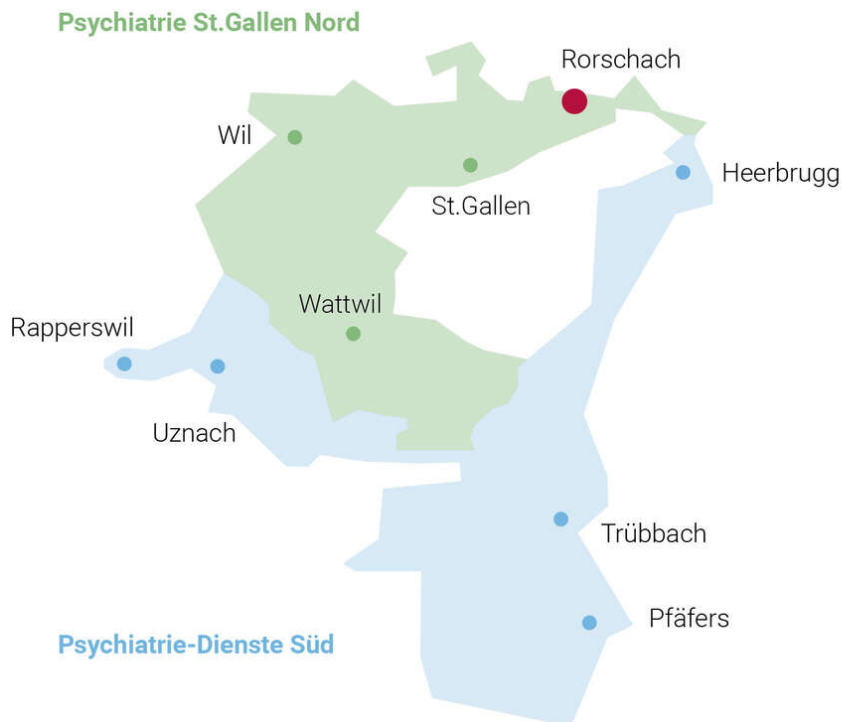 Psychiatrie St.Gallen Nord
Rorschach
Wil
Heerbrugg
St.Gallen
Wattwil
Rapperswil
Uznach
Trübbach
Pfäfers
Psychiatrie-Dienste Süd